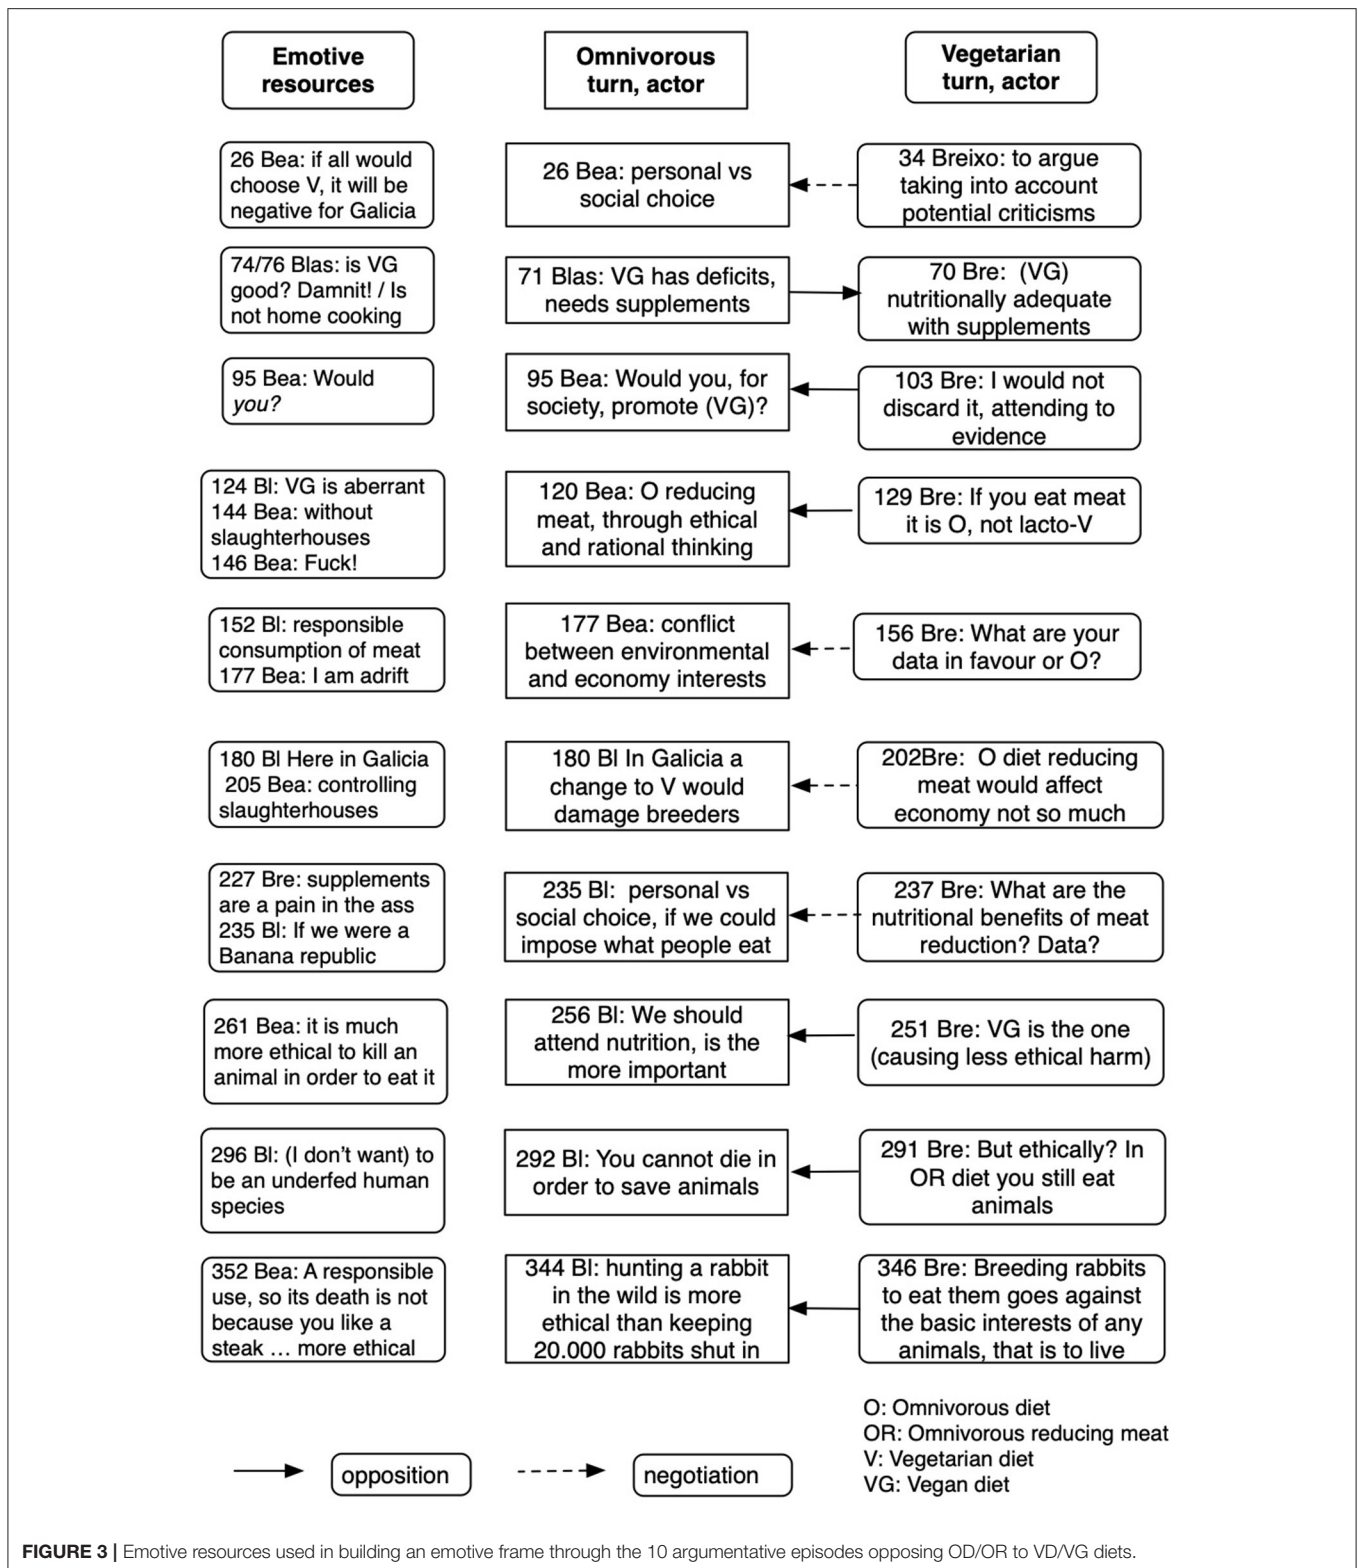 Emotive
resources
Omnivorous
turn, actor
Vegetarian
turn, actor
26 Bea: if all would
choose V, it will be
negative for Galicia
26 Bea: personal vs
social choice
34 Breixo: to argue
taking into account
potential criticisms
74/76 Blas: is VG
good? Damnit! / Is
not home cooking
71 Blas: VG has deficits,
needs supplements
70 Bre: (VG)
nutritionally adequate
with supplements
95 Bea: Would
you?
95 Bea: Would you, for
society, promote (VG)?
103 Bre: I would not
discard it, attending to
evidence
124 Bl: VG is aberrant
144 Bea: without
slaughterhouses
146 Bea: Fuck!
120 Bea: O reducing
meat, through ethical
and rational thinking
129 Bre: If you eat meat
it is O, not lacto-V
152 Bl: responsible
consumption of meat
177 Bea: I am adrift
177 Bea: conflict
between environmental
and economy interests
156 Bre: What are your
data in favour or O?
180 Bl Here in Galicia
205 Bea: controlling
slaughterhouses
180 Bl In Galicia a
change to V would
damage breeders
202Bre: O diet reducing
meat would affect
economy not so much
227 Bre: supplements
are a pain in the ass
235 Bl: If we were a
Banana republic
235 Bl: personal vs
social choice, if we could
impose what people eat
237 Bre: What are the
nutritional benefits of meat
reduction? Data?
261 Bea: it is much
more ethical to kill an
animal in order to eat it
256 Bl: We should
attend nutrition, is the
more important
251 Bre: VG is the one
(causing less ethical harm)
296 Bl: (I don't want) to
be an underfed human
species
292 Bl: You cannot die in
order to save animals
291 Bre: But ethically? In
OR diet you still eat
animals
352 Bea: A responsible
use, so its death is not
because you like a
steak … more ethical
344 Bl: hunting a rabbit
in the wild is more
ethical than keeping
20.000 rabbits shut in
346 Bre: Breeding rabbits
to eat them goes against
the basic interests of any
animals, that is to live
O: Omnivorous diet
OR: Omnivorous reducing meat
V: Vegetarian diet
VG: Vegan diet
opposition
negotiation
FIGURE 3 | Emotive resources used in building an emotive frame through the 10 argumentative episodes opposing OD/OR to VD/VG diets.